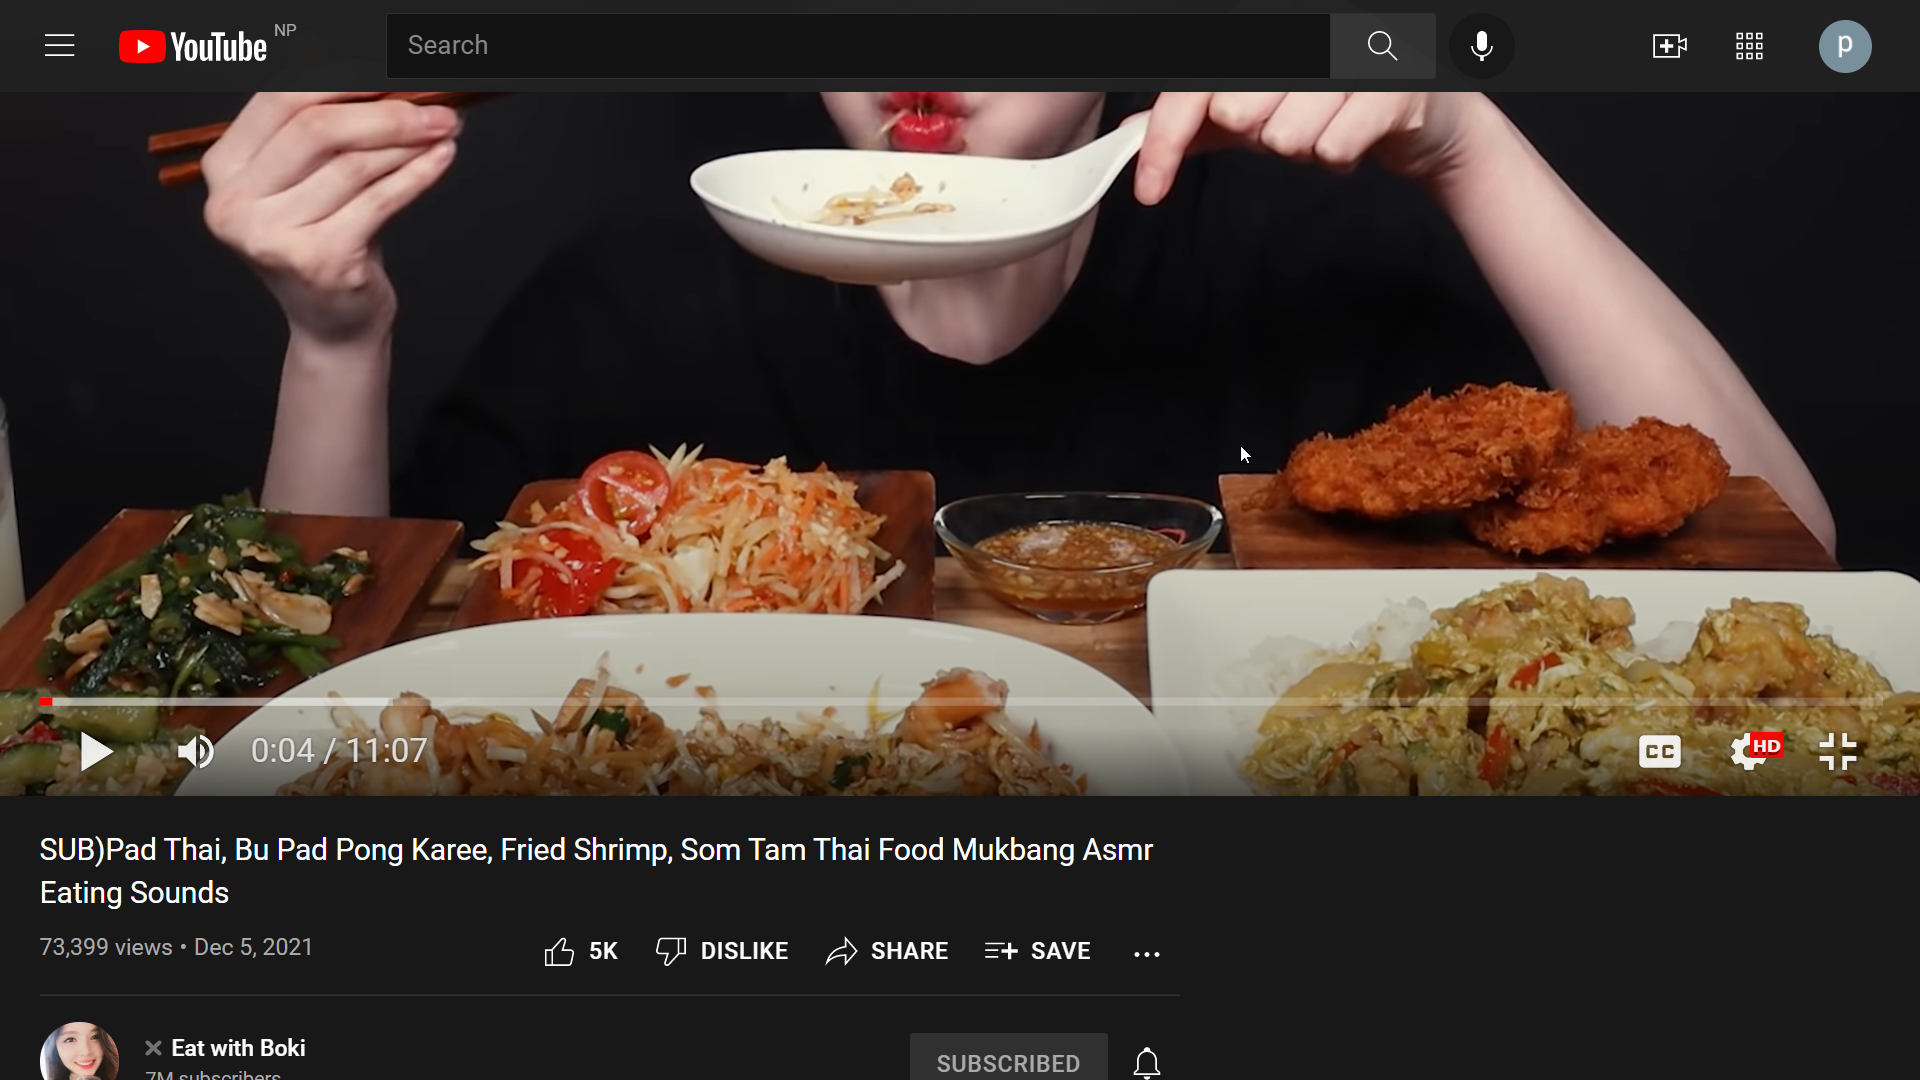 YouTube NP
Search
P
0:04 / 11:07
CC
HD
SUB)Pad Thai, Bu Pad Pong Karee, Fried Shrimp, Som Tam Thai Food Mukbang Asmr
Eating Sounds
73,399 views • Dec 5, 2021
5K
DISLIKE
SHARE
SAVE
Eat with Boki
SUBSCRIBED
7M subscribers